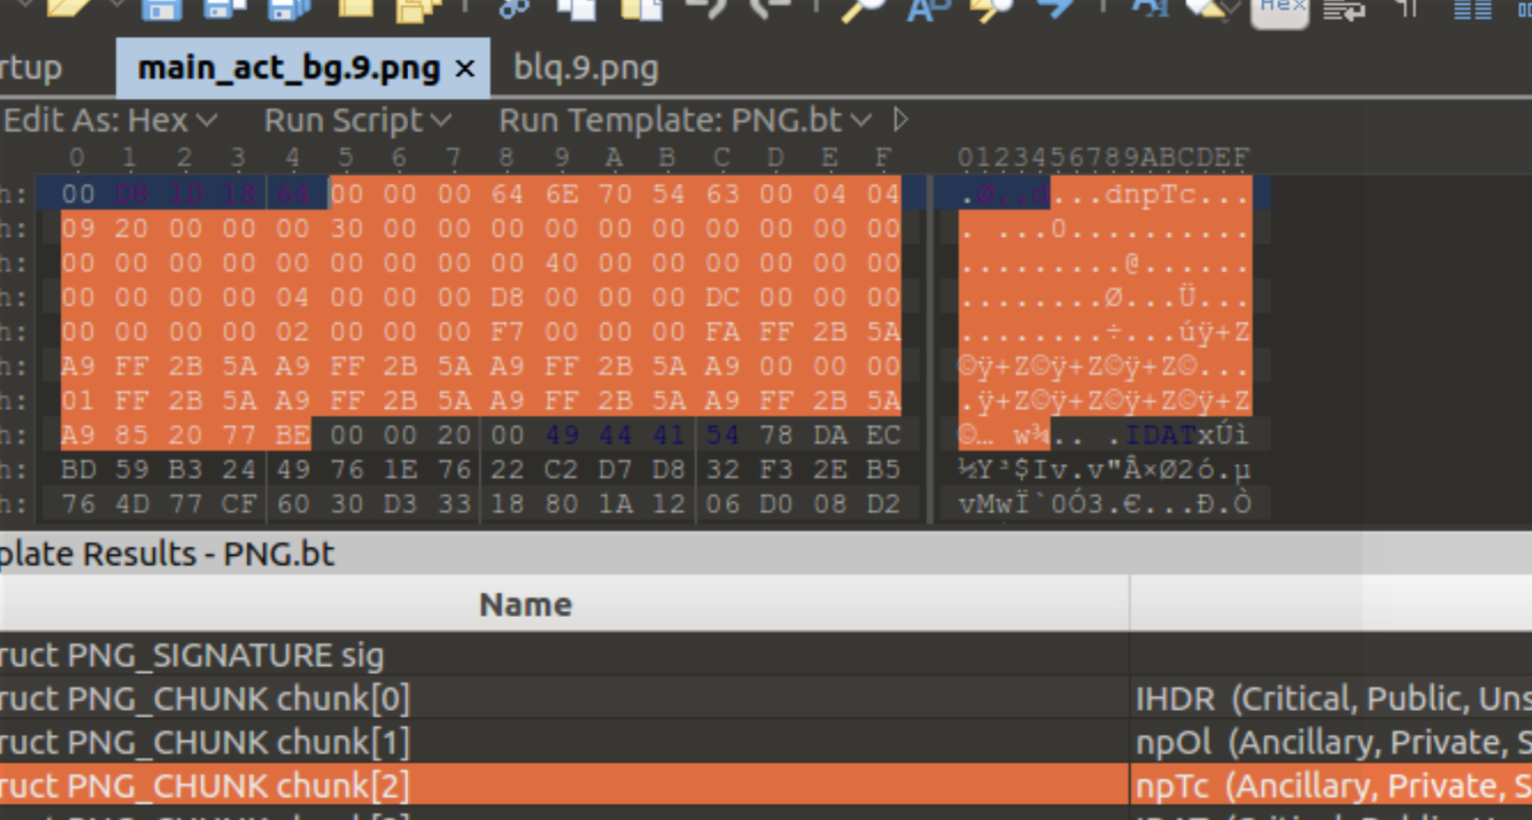 Hex
rtup main_act_bg.9.png × blq.9.png
Edit As: Hex Run Script Run Template: PNG.bt
0 1 2 3 4 5 6 7 8 9 A B C D E F 0123456789ABCDEF
h: 00 D8 1D 18 64 00 00 00 64 6E 70 54 63 00 04 04 .Ø..d...dnpTc...
h: 09 20 00 00 00 30 00 00 00 00 00 00 00 00 00 00 . ...0..........
h: 00 00 00 00 00 00 00 00 00 40 00 00 00 00 00 00 .........@......
h: 00 00 00 00 04 00 00 00 D8 00 00 00 DC 00 00 00 ........Ø...Ü...
h: 00 00 00 00 02 00 00 00 F7 00 00 00 FA FF 2B 5A ........÷...úÿ+Z
h: A9 FF 2B 5A A9 FF 2B 5A A9 FF 2B 5A A9 00 00 00 ©ÿ+Z©ÿ+Z©ÿ+Z©...
h: 01 FF 2B 5A A9 FF 2B 5A A9 FF 2B 5A A9 FF 2B 5A .ÿ+Z©ÿ+Z©ÿ+Z©ÿ+Z
h: A9 85 20 77 BE 00 00 20 00 49 44 41 54 78 DA EC ©… w¾.. .IDATxÚì
h: BD 59 B3 24 49 76 1E 76 22 C2 D7 D8 32 F3 2E B5 ½Y³$Iv.v"Â×Ø2ó.µ
h: 76 4D 77 CF 60 30 D3 33 18 80 1A 12 06 D0 08 D2 vMwÏ`0Ó3.€...Ð.Ò
plate Results - PNG.bt
Name
ruct PNG_SIGNATURE sig
ruct PNG_CHUNK chunk[0] IHDR (Critical, Public, Uns
ruct PNG_CHUNK chunk[1] npOl (Ancillary, Private, S
ruct PNG_CHUNK chunk[2] npTc (Ancillary, Private, S